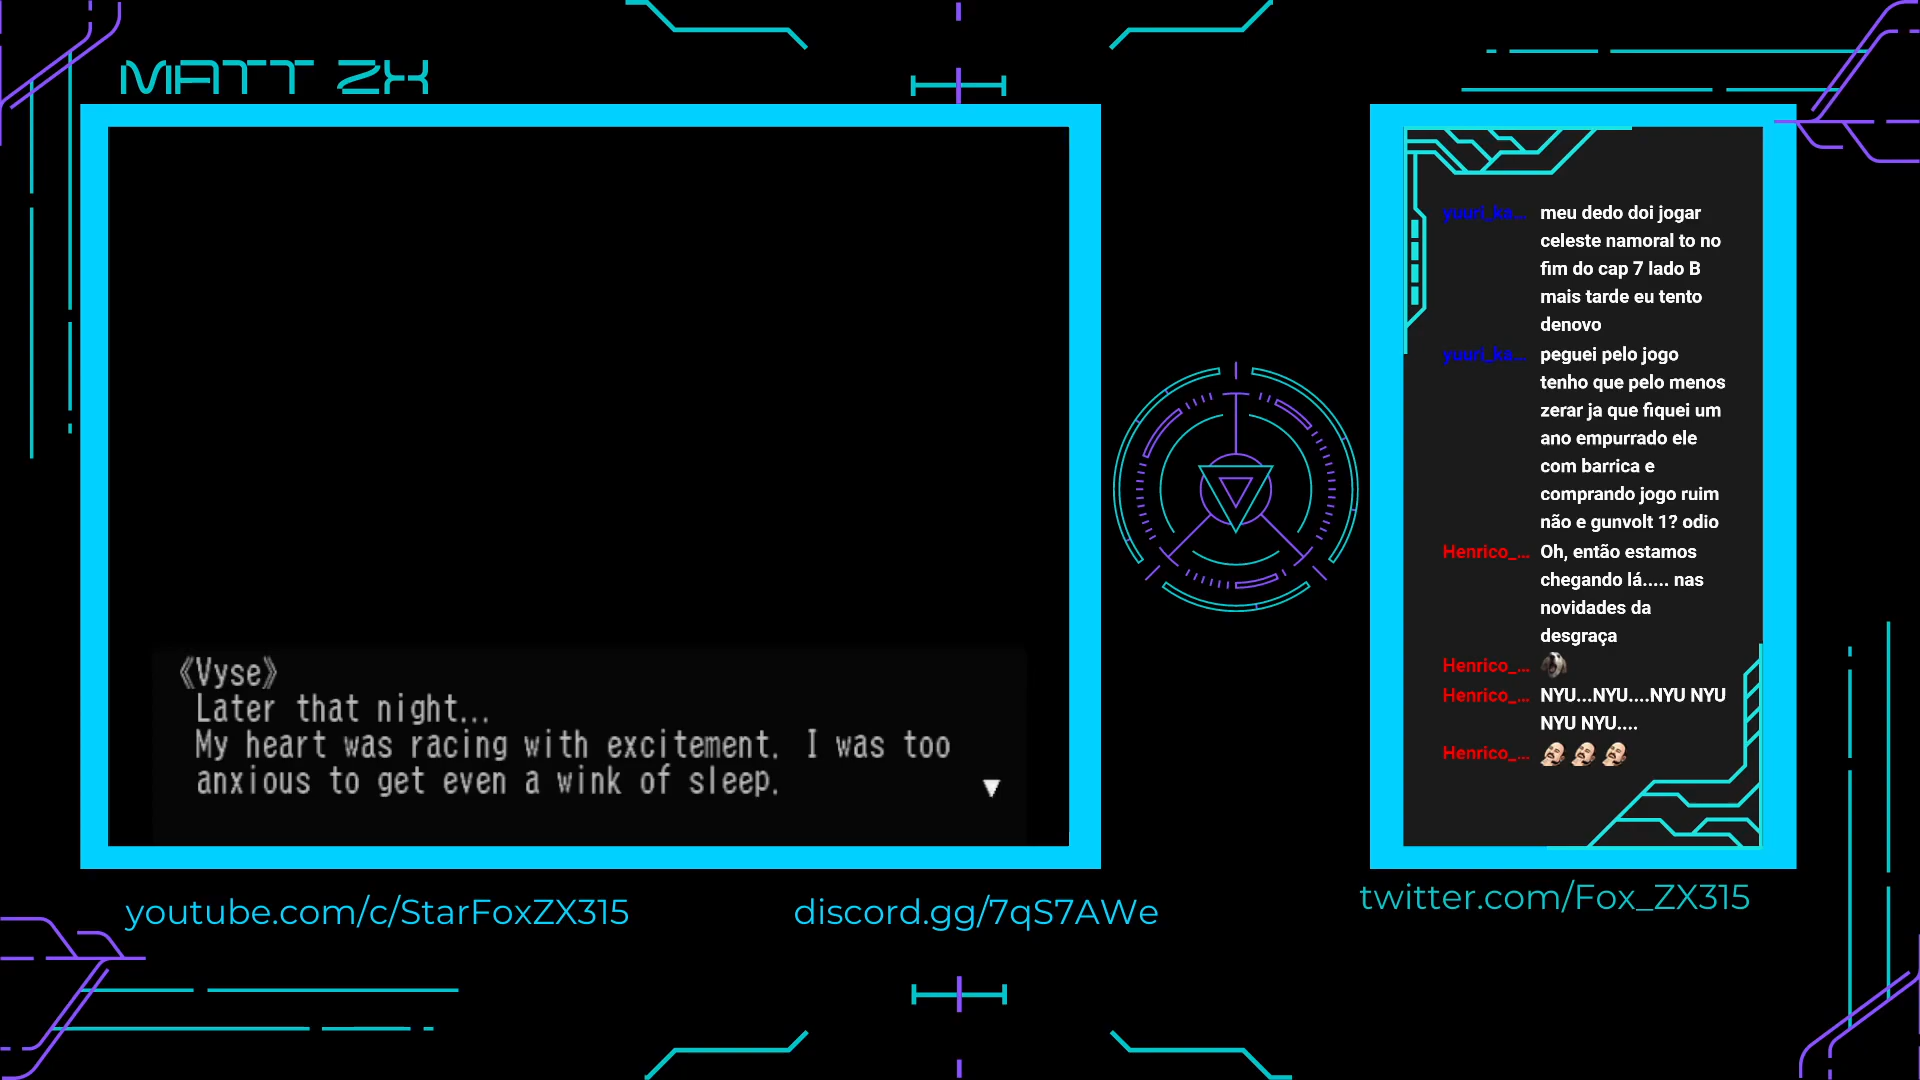 MATT ZX
《Vyse》
Later that night...
My heart was racing with excitement. I was too
anxious to get even a wink of sleep.
yuuri_ka... meu dedo doi jogar
celeste namoral to no
fim do cap 7 lado B
mais tarde eu tento
denovo
yuuri_ka... peguei pelo jogo
tenho que pelo menos
zerar ja que fiquei um
ano empurrado ele
com barrica e
comprando jogo ruim
não e gunvolt 1? odio
Henrico_... Oh, então estamos
chegando lá..... nas
novidades da
desgraça
Henrico_...
Henrico_... NYU...NYU....NYU NYU
NYU NYU....
Henrico_...
youtube.com/c/StarFoxZX315
discord.gg/7qS7AWe
twitter.com/Fox_ZX315